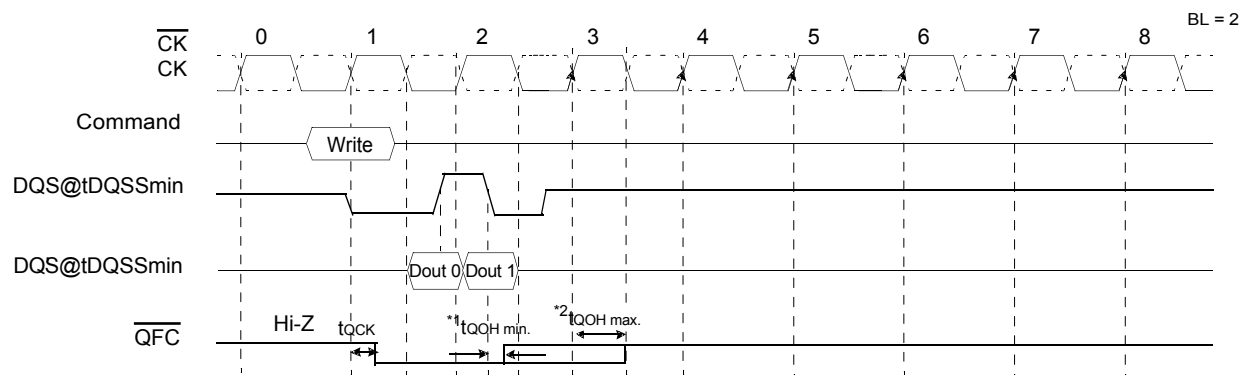 BL = 2
0 1 2 3 4 5 6 7 8
CK
CK
Command
Write
DQS@tDQSSmin
DQS@tDQSSmin
Dout 0 Dout 1
QFC
Hi-Z
tQCK
*1tQOH min.
*2tQOH max.